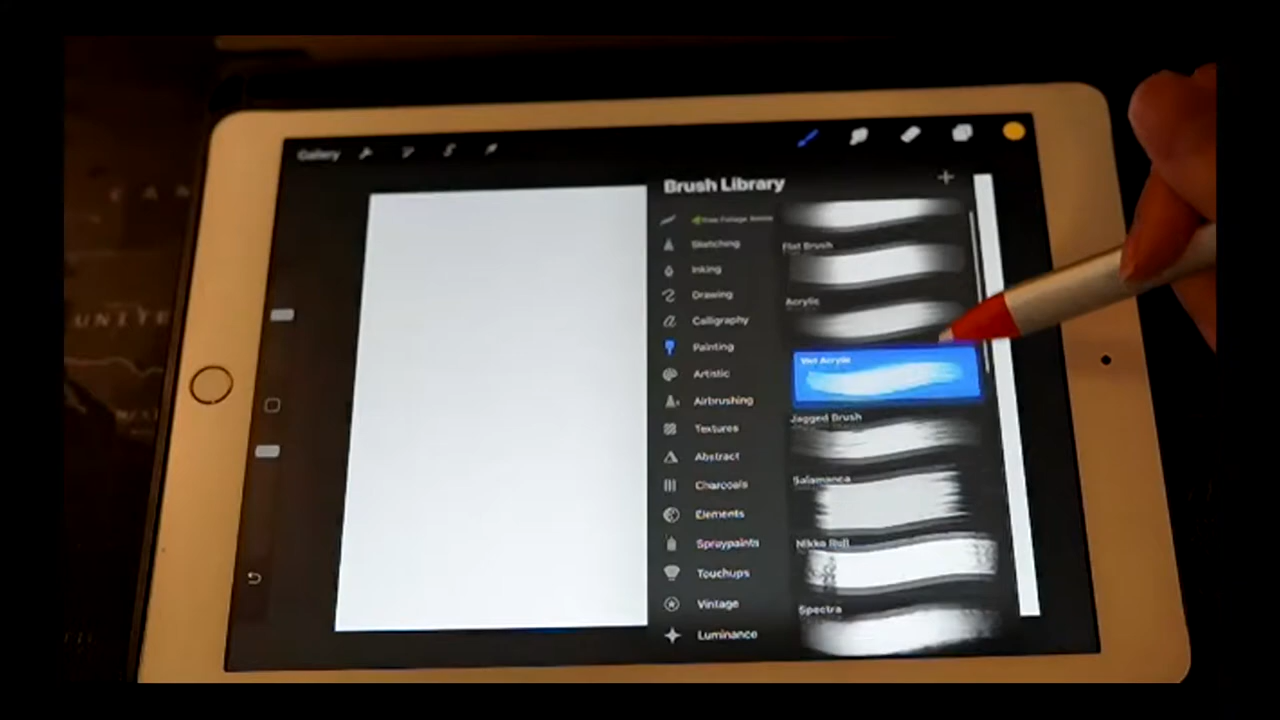 Gallery
Brush Library
Sketching
Inking
Drawing
Calligraphy
Painting
Artistic
Airbrushing
Textures
Abstract
Charcoals
Elements
Spraypaints
Touchups
Vintage
Luminance
Flat Brush
Acrylic
Wet Acrylic
Jagged Brush
Salamanca
Nikko Rull
Spectra
UNITE